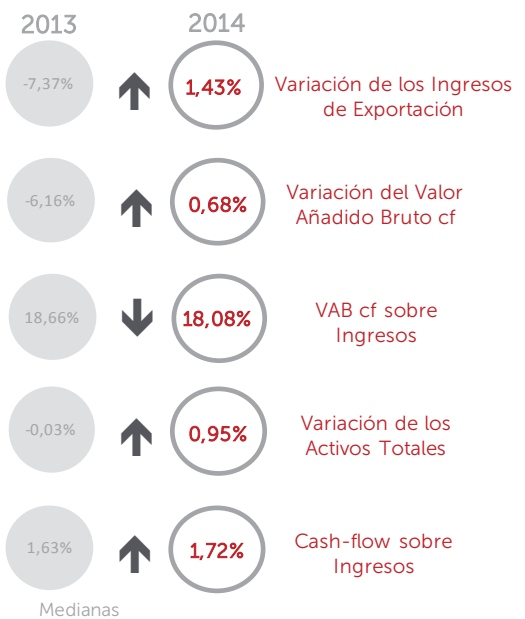 2013 2014
-7,37% 1,43% Variación de los Ingresos
de Exportación
-6,16% 0,68% Variación del Valor
Añadido Bruto cf
18,66% 18,08% VAB cf sobre
Ingresos
-0,03% 0,95% Variación de los
Activos Totales
1,63% 1,72% Cash-flow sobre
Ingresos
Medianas